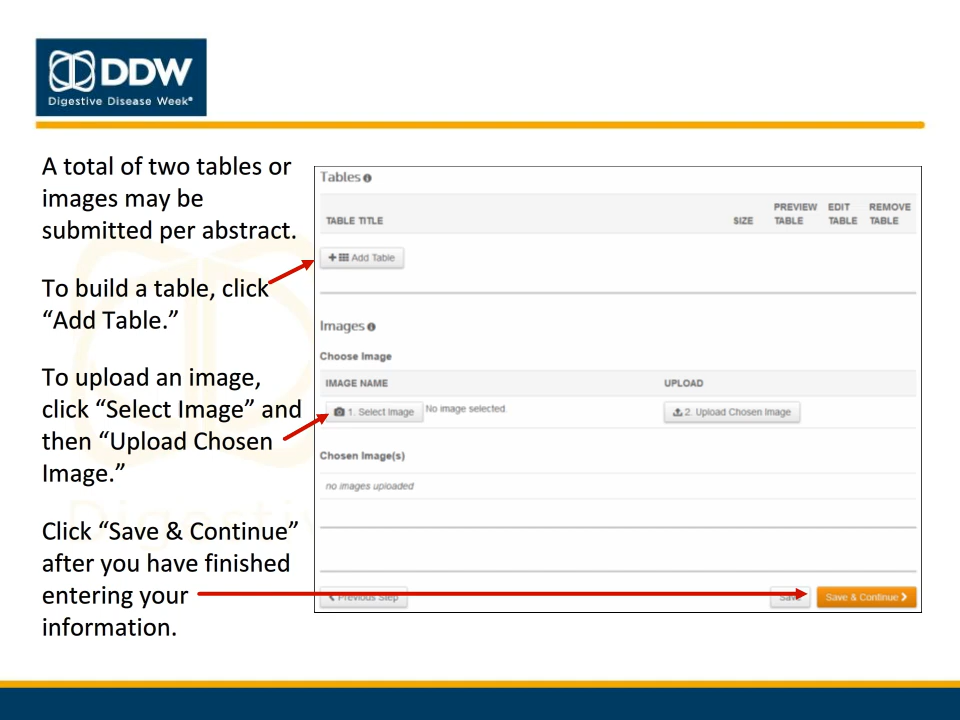 DDW
Digestive Disease Week®
A total of two tables or
images may be
submitted per abstract.
To build a table, click
“Add Table.”
To upload an image,
click “Select Image” and
then “Upload Chosen
Image.”
Click “Save & Continue”
after you have finished
entering your
information.
Tables
TABLE TITLE SIZE PREVIEW TABLE EDIT TABLE REMOVE TABLE
Add Table
Images
Choose Image
IMAGE NAME UPLOAD
1. Select Image No image selected. 2. Upload Chosen Image
Chosen Image(s)
no images uploaded
Previous Step Save Save & Continue
Digestiv